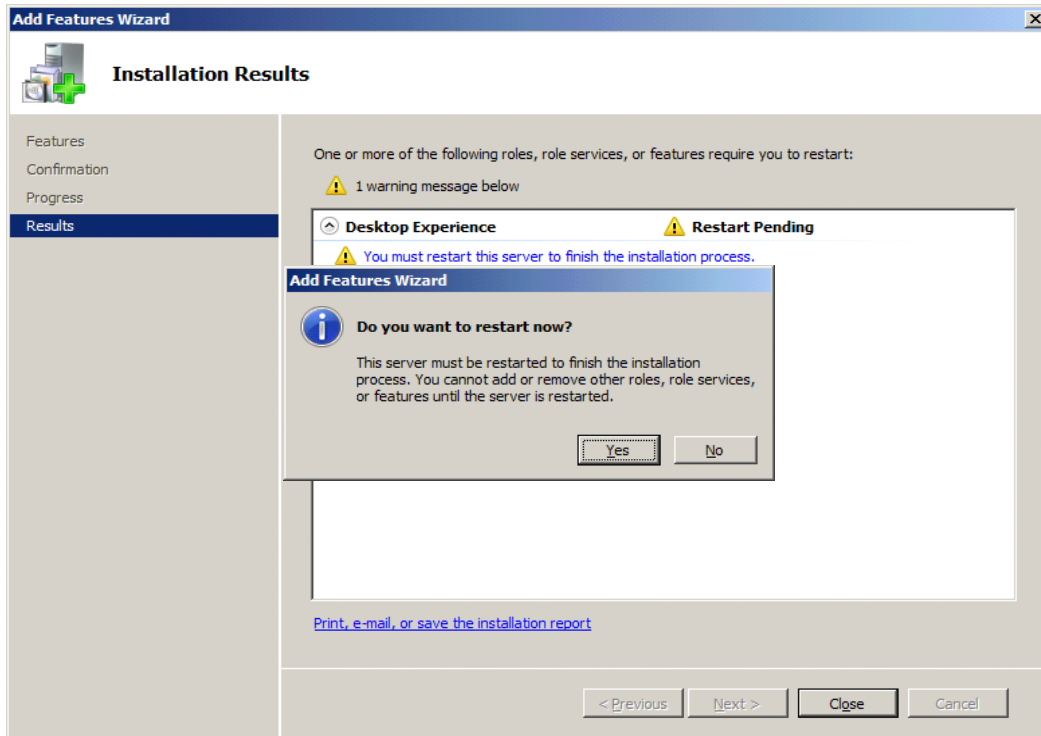 Add Features Wizard
Installation Results
Features
Confirmation
Progress
Results
One or more of the following roles, role services, or features require you to restart:
1 warning message below
Desktop Experience
Restart Pending
You must restart this server to finish the installation process.
Add Features Wizard
Do you want to restart now?
This server must be restarted to finish the installation
process. You cannot add or remove other roles, role services,
or features until the server is restarted.
Yes
No
Print, e-mail, or save the installation report
< Previous
Next >
Close
Cancel